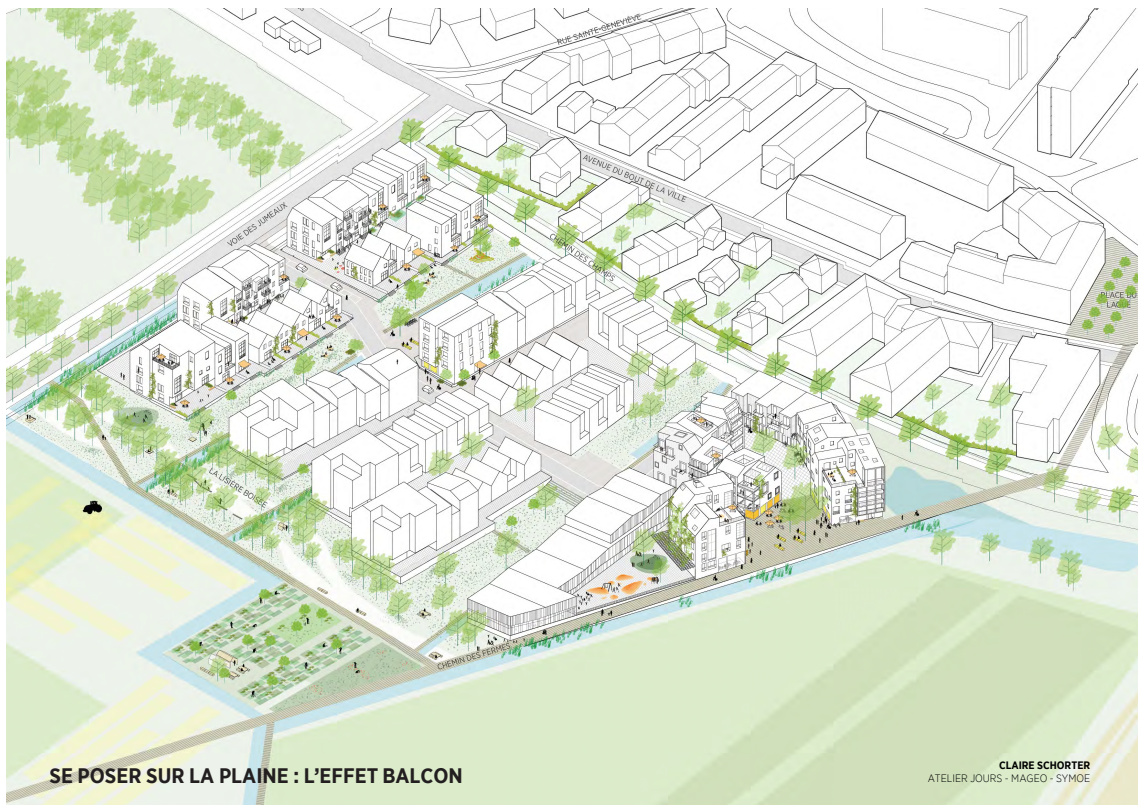 RUE SAINTE-GENEVIÈVE
AVENUE DU BOUT DE LA VILLE
VOIE DES JUMEAUX
CHEMIN DES CHAMPS
PLACE DU
LAQUÉ
LA LISIÈRE BOISÉE
CHEMIN DES FERMES
SE POSER SUR LA PLAINE : L'EFFET BALCON
CLAIRE SCHORTER
ATELIER JOURS - MAGEO - SYMOE